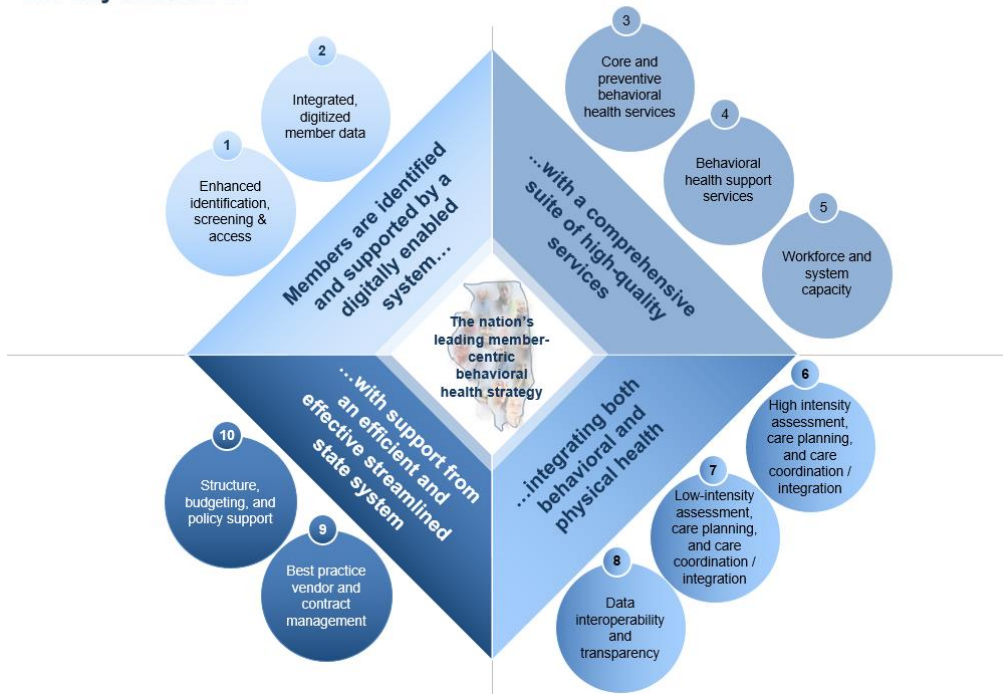 2
Integrated,
digitized
member data
1
Enhanced
identification,
screening &
access
Members are identified
and supported by a
digitally enabled
system…
3
Core and
preventive
behavioral
health services
4
Behavioral
health support
services
5
Workforce and
system
capacity
…with a comprehensive
suite of high-quality
services
The nation's
leading member-
centric
behavioral
health strategy
6
High intensity
assessment,
care planning,
and care
coordination /
integration
7
Low-intensity
assessment,
care planning,
and care
coordination /
integration
8
Data
interoperability
and
transparency
…integrating both
behavioral and
physical health
…with support from
an efficient and
effective streamlined
state system
10
Structure,
budgeting, and
policy support
9
Best practice
vendor and
contract
management